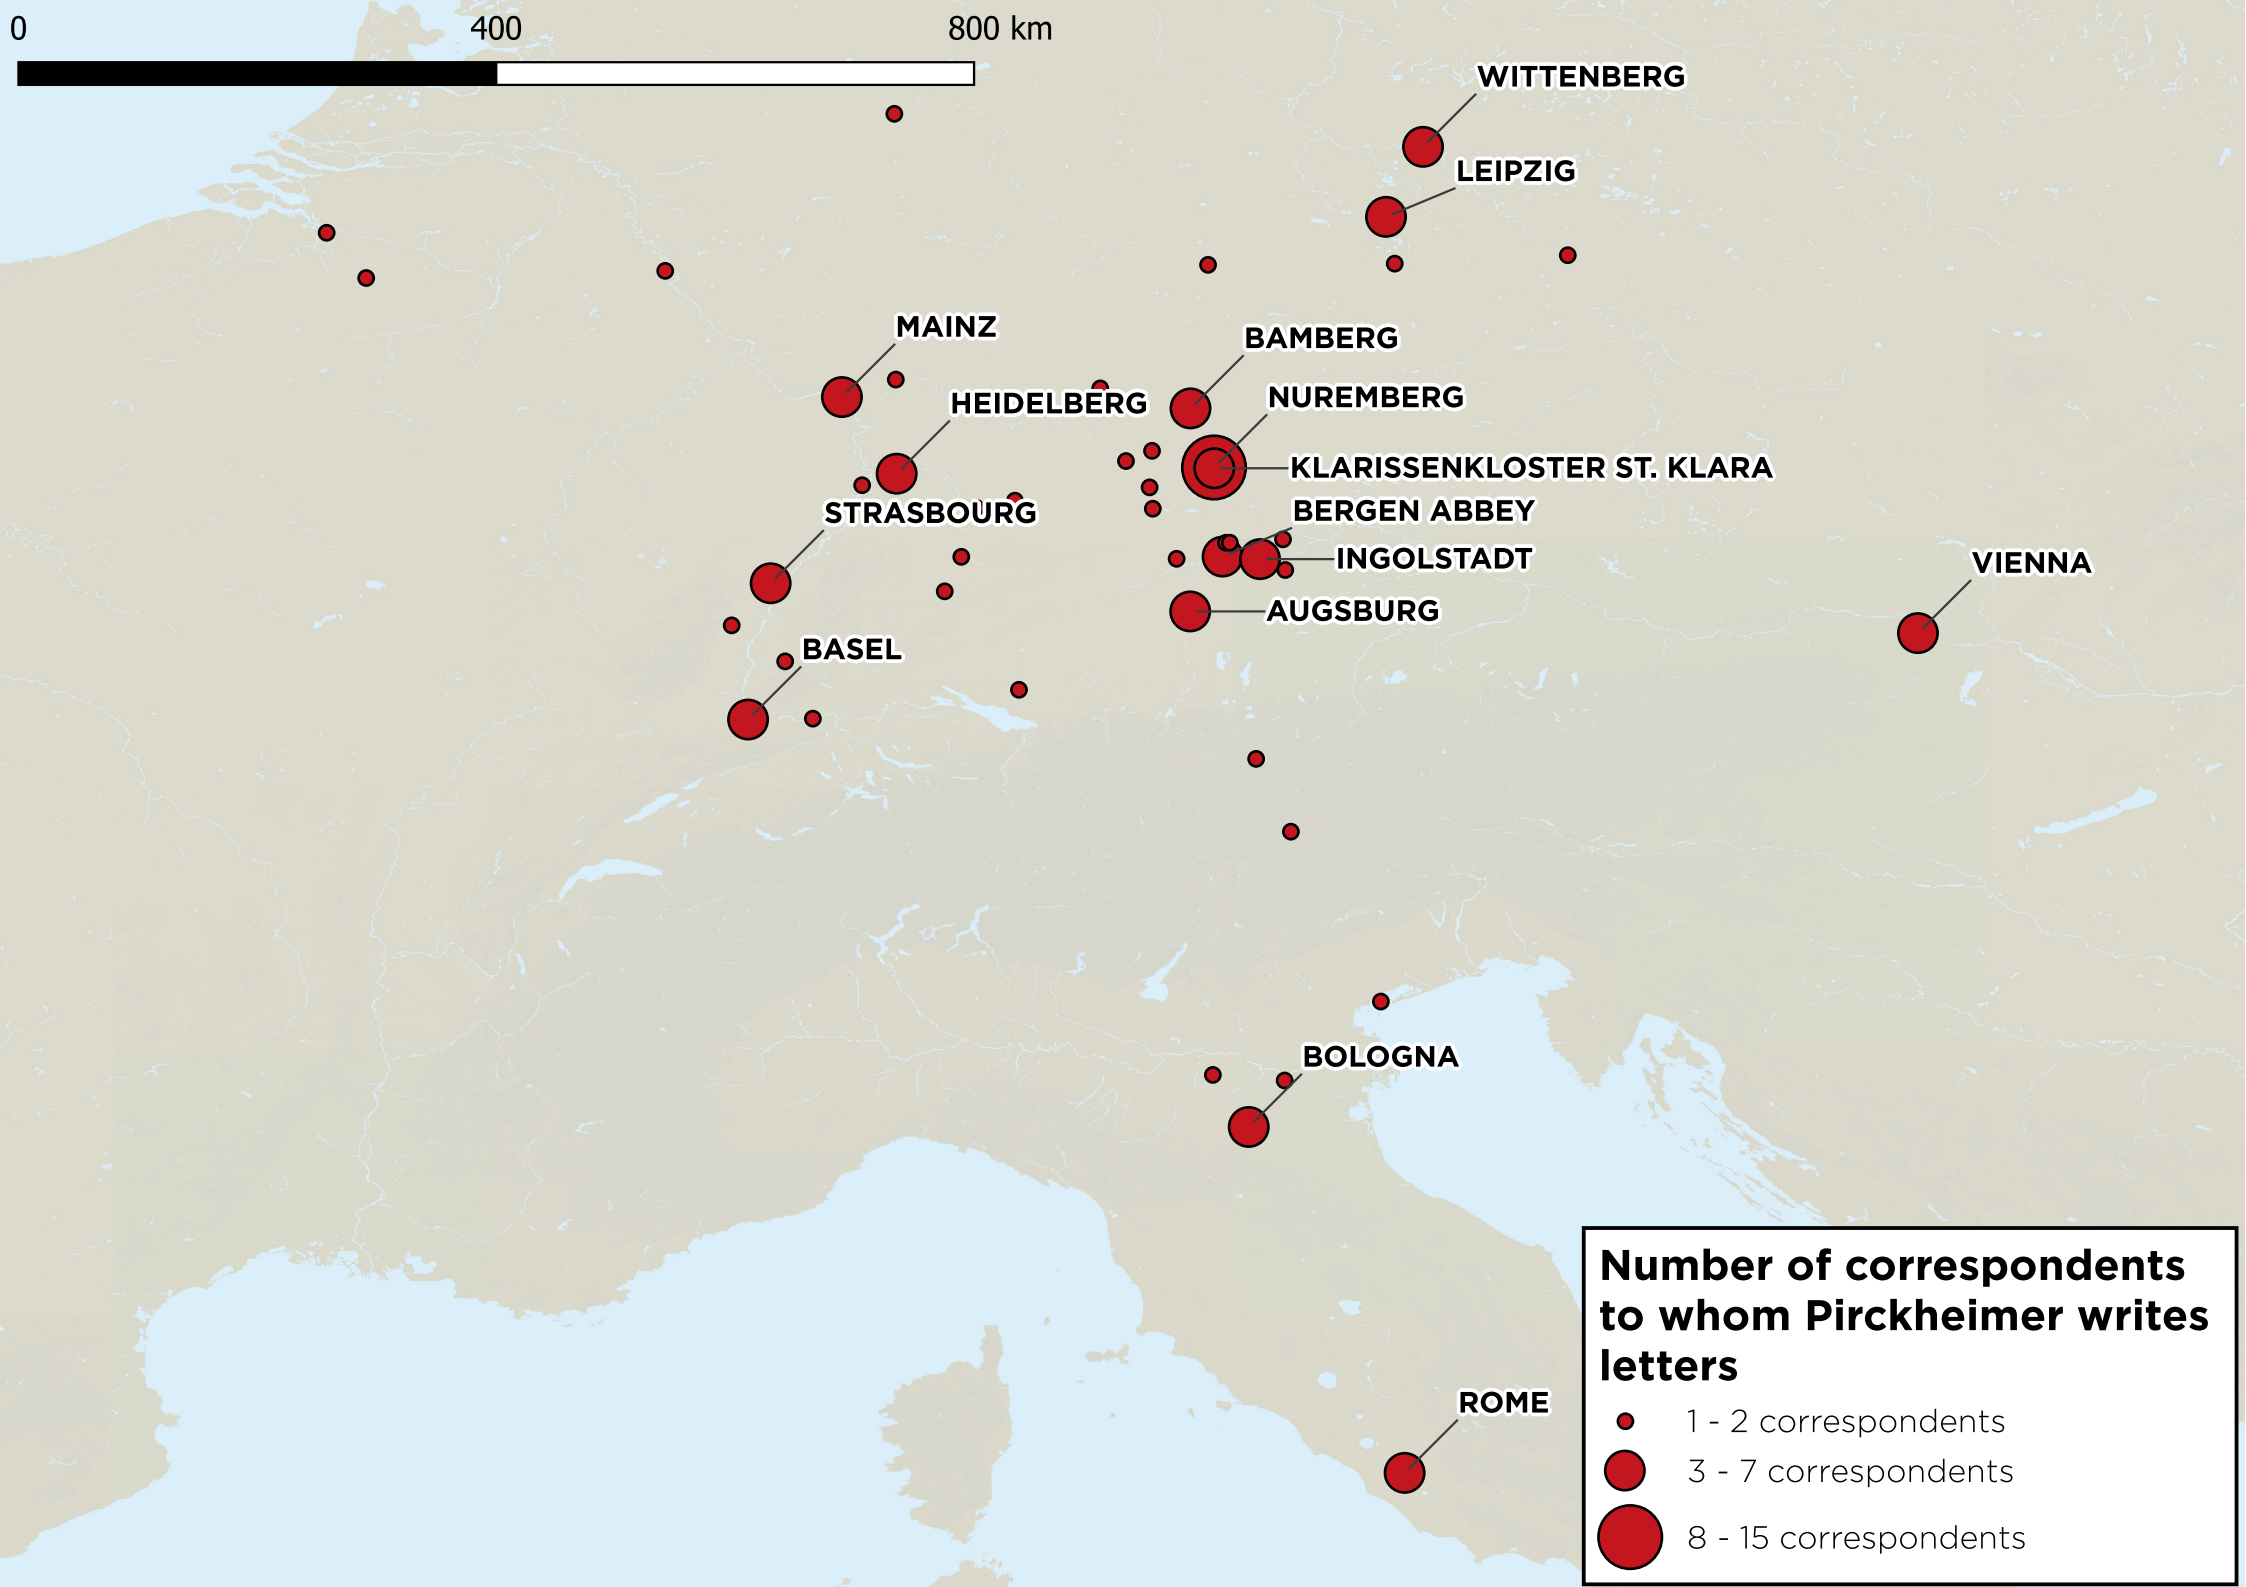 0 400 800 km
WITTENBERG
LEIPZIG
MAINZ
BAMBERG
HEIDELBERG
NUREMBERG
KLARISSENKLOSTER ST. KLARA
STRASBOURG
BERGEN ABBEY
INGOLSTADT
VIENNA
AUGSBURG
BASEL
BOLOGNA
ROME
Number of correspondents
to whom Pirckheimer writes
letters
1 - 2 correspondents
3 - 7 correspondents
8 - 15 correspondents